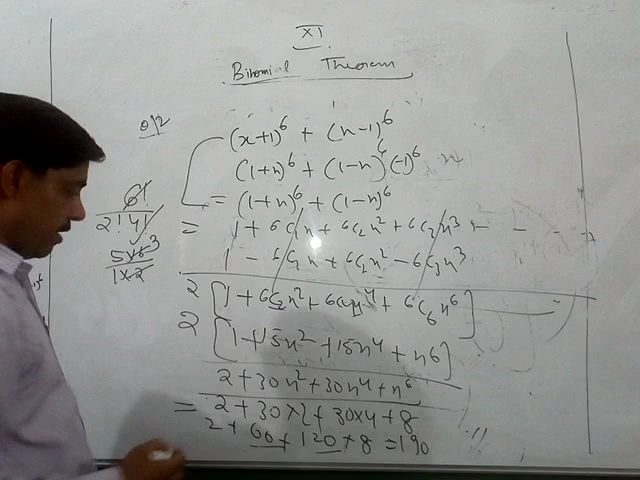 XI
Binomial Theorem
Q12
(x+1)^6 + (x-1)^6
(1+x)^6 + (1-x)^6 (-1)^6
= (1+x)^6 + (1-x)^6
= 1 + 6C1x + 6C2x^2 + 6C3x^3 + - - -
1 - 6C1x + 6C2x^2 - 6C3x^3
2[1 + 6C2x^2 + 6C4x^4 + 6C6x^6]
2[1 + 15x^2 + 15x^4 + x^6]
2 + 30x^2 + 30x^4 + x^6
= 2 + 30×2 + 30×4 + 8
2 + 60 + 120 + 8 = 190
6!
2! 4!
5×6 3
1×2